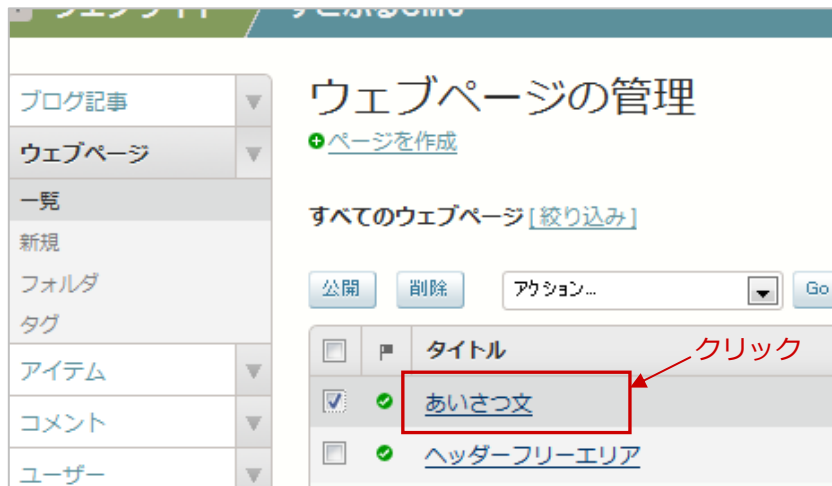 ブログ記事
ウェブページ
一覧
新規
フォルダ
タグ
アイテム
コメント
ユーザー
ウェブページの管理
ページを作成
すべてのウェブページ [絞り込み]
公開 削除 アクション... Go
タイトル
クリック
あいさつ文
ヘッダーフリーエリア